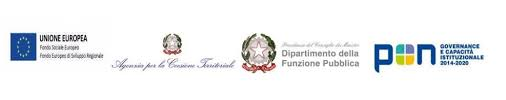 UNIONE EUROPEA
Fondo Sociale Europeo
Fondo Europeo di Sviluppo Regionale
Agenzia per la Coesione Territoriale
Presidenza del Consiglio dei Ministri
Dipartimento della
Funzione Pubblica
pon
GOVERNANCE
E CAPACITÀ
ISTITUZIONALE
2014-2020